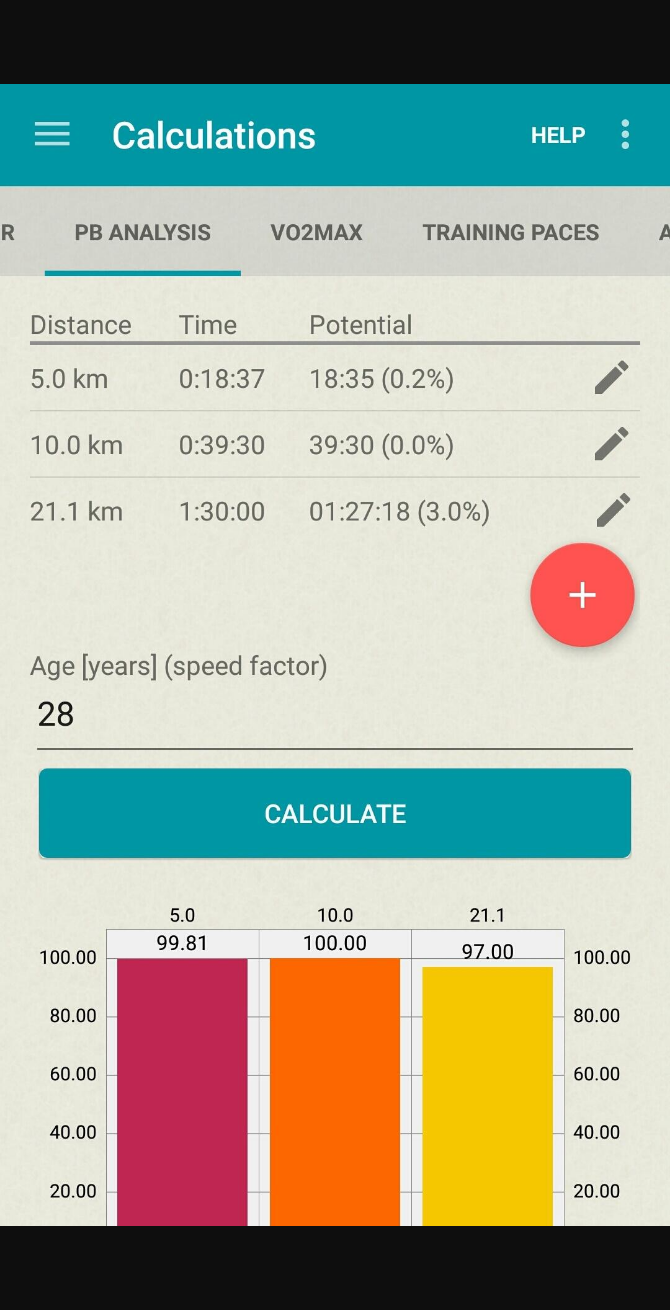 Calculations HELP
R PB ANALYSIS VO2MAX TRAINING PACES A
Distance Time Potential
5.0 km 0:18:37 18:35 (0.2%)
10.0 km 0:39:30 39:30 (0.0%)
21.1 km 1:30:00 01:27:18 (3.0%)
+
Age [years] (speed factor)
28
CALCULATE
5.0 10.0 21.1
99.81 100.00 97.00
100.00 100.00
80.00 80.00
60.00 60.00
40.00 40.00
20.00 20.00